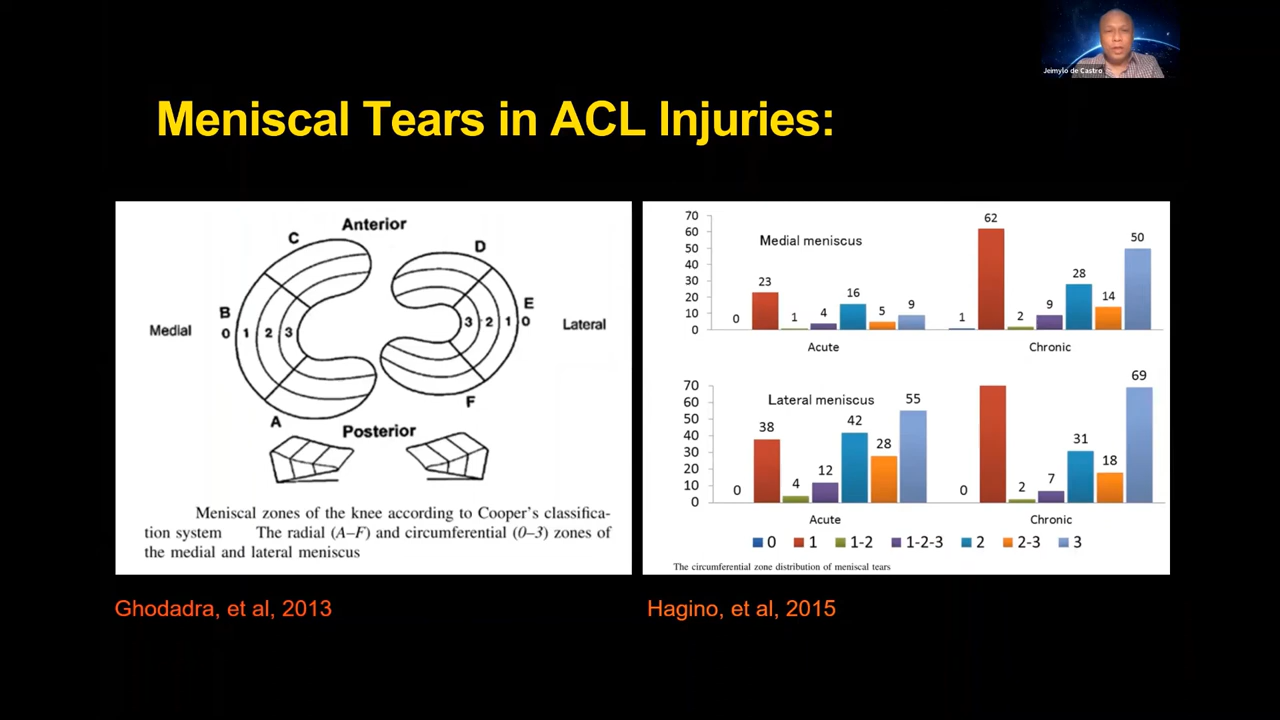 Jeimylo de Castro
Meniscal Tears in ACL Injuries:
Anterior
C
D
B
E
Medial
0 1 2 3
3 2 1 0
Lateral
A
F
Posterior
Meniscal zones of the knee according to Cooper's classifica-
tion system The radial (A–F) and circumferential (0–3) zones of
the medial and lateral meniscus
Ghodadra, et al, 2013
70
60
50
40
30
20
10
0
Medial meniscus
0 23 1 4 16 5 9
1 62 2 9 28 14 50
Acute
Chronic
70
60
50
40
30
20
10
0
Lateral meniscus
0 38 4 12 42 28 55
0 2 7 31 18 69
Acute
Chronic
0 1 1-2 1-2-3 2 2-3 3
The circumferential zone distribution of meniscal tears
Hagino, et al, 2015